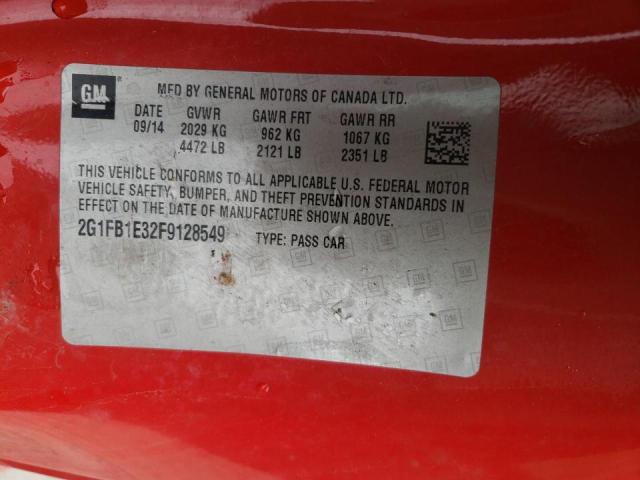 GM
MFD BY GENERAL MOTORS OF CANADA LTD.
DATE GVWR GAWR FRT GAWR RR
09/14 2029 KG 962 KG 1067 KG
4472 LB 2121 LB 2351 LB
THIS VEHICLE CONFORMS TO ALL APPLICABLE U.S. FEDERAL MOTOR
VEHICLE SAFETY, BUMPER, AND THEFT PREVENTION STANDARDS IN
EFFECT ON THE DATE OF MANUFACTURE SHOWN ABOVE.
2G1FB1E32F9128549 TYPE: PASS CAR